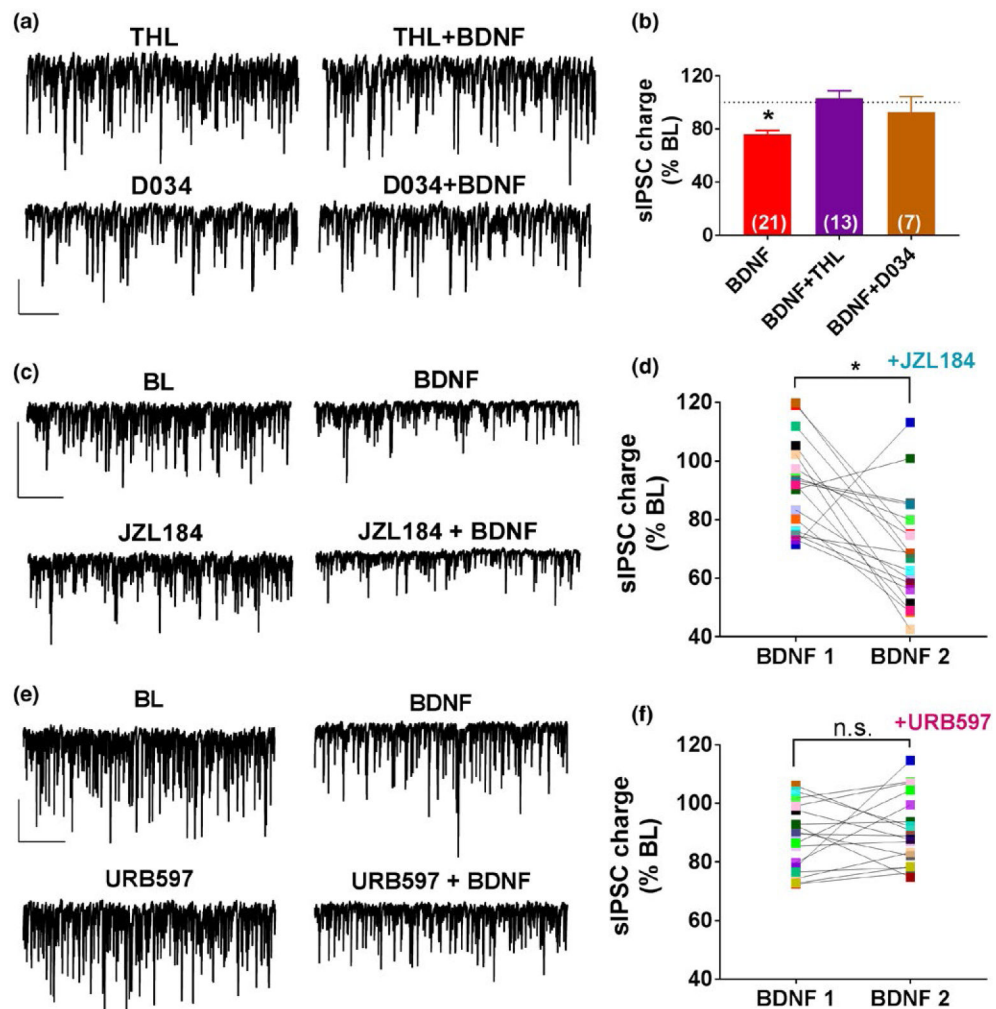 (a)
THL
THL+BDNF
D034
D034+BDNF
(b)
sIPSC charge
(% BL)
120
80
40
0
*
(21)
(13)
(7)
BDNF
BDNF+THL
BDNF+D034
(c)
BL
BDNF
JZL184
JZL184 + BDNF
(d)
+JZL184
*
sIPSC charge
(% BL)
120
100
80
60
40
BDNF 1
BDNF 2
(e)
BL
BDNF
URB597
URB597 + BDNF
(f)
+URB597
n.s.
sIPSC charge
(% BL)
120
100
80
60
40
BDNF 1
BDNF 2